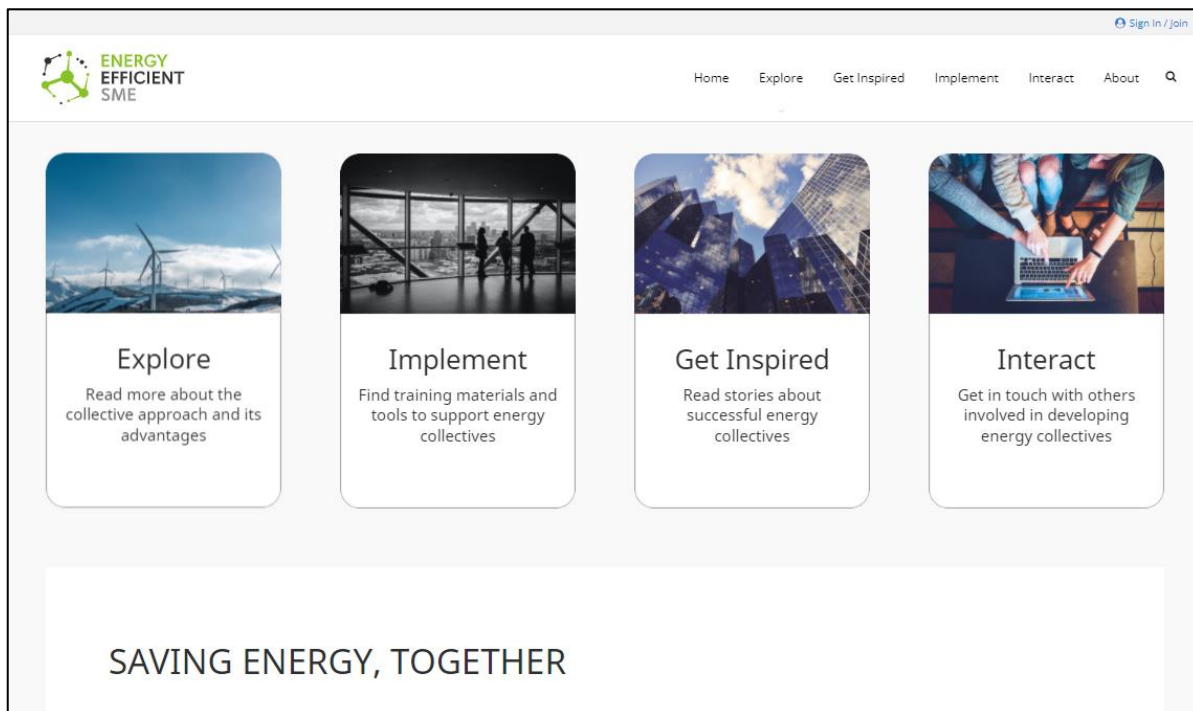 Sign In / Join
ENERGY
EFFICIENT
SME
Home Explore Get Inspired Implement Interact About
Explore
Read more about the
collective approach and its
advantages
Implement
Find training materials and
tools to support energy
collectives
Get Inspired
Read stories about
successful energy
collectives
Interact
Get in touch with others
involved in developing
energy collectives
SAVING ENERGY, TOGETHER